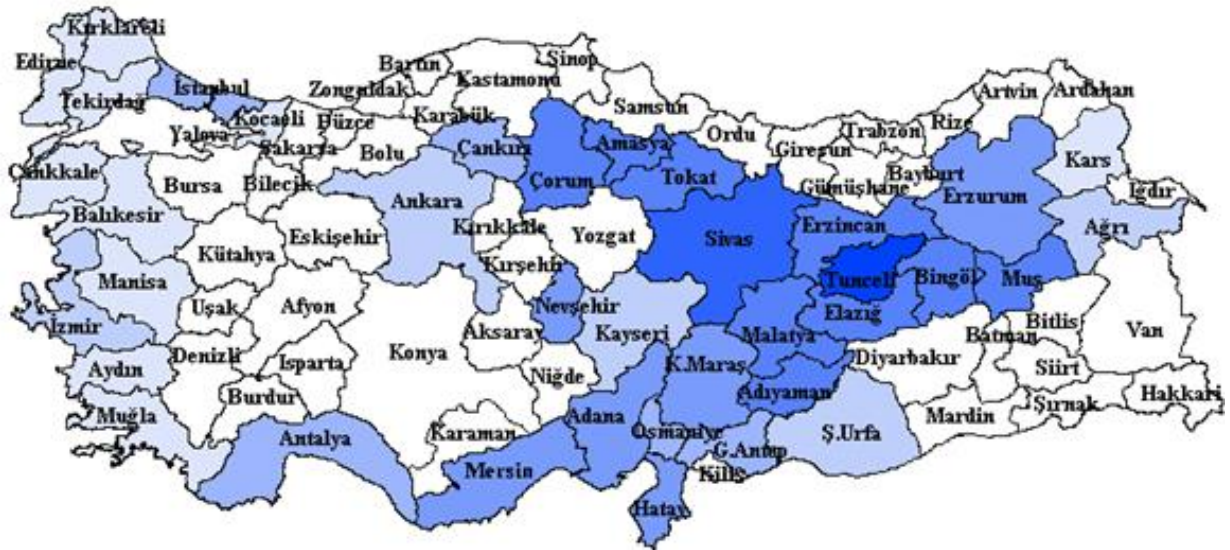 Kırklareli
Edirne
Tekirdağ
İstanbul
Kocaeli
Yalova
Sakarya
Düzce
Zonguldak
Bartın
Karabük
Kastamonu
Sinop
Samsun
Ordu
Giresun
Trabzon
Rize
Artvin
Ardahan
Çankkale
Balıkesir
Bursa
Bilecik
Bolu
Çankırı
Çorum
Amasya
Tokat
Gümüşhane
Bayburt
Erzurum
Kars
Iğdır
Ağrı
Ankara
Kırıkkale
Yozgat
Sivas
Erzincan
Kütahya
Eskişehir
Kırşehir
Manisa
Uşak
Afyon
Nevşehir
Kayseri
Malatya
Tunceli
Elazığ
Bingöl
Muş
Bitlis
Van
İzmir
Aydın
Denizli
Isparta
Konya
Aksaray
Niğde
K.Maraş
Adıyaman
Diyarbakır
Batman
Siirt
Hakkari
Şırnak
Mardin
Ş.Urfa
Muğla
Burdur
Antalya
Karaman
Mersin
Adana
Osmaniye
G.Antep
Kilis
Hatay